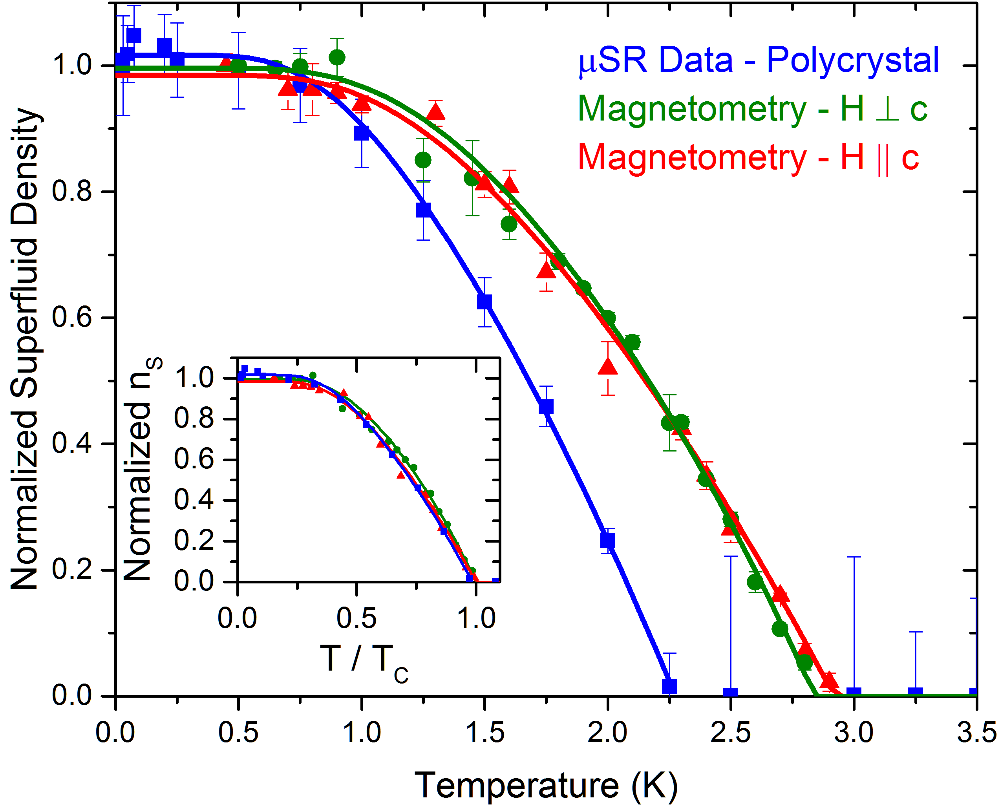 μSR Data - Polycrystal
Magnetometry - H ⊥ c
Magnetometry - H || c
Normalized Superfluid Density
1.0
0.8
0.6
0.4
0.2
0.0
0.0 0.5 1.0 1.5 2.0 2.5 3.0 3.5
Temperature (K)
Normalized nS
1.0
0.8
0.6
0.4
0.2
0.0
0.0 0.5 1.0
T / TC